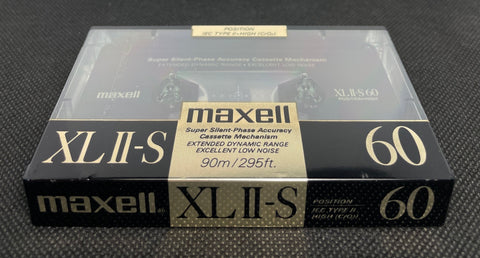 POSITION
IEC TYPE II • HIGH (CrO₂)
Super Silent-Phase Accuracy Cassette Mechanism
EXTENDED DYNAMIC RANGE • EXCELLENT LOW NOISE
maxell
XLII-S 60
maxell
Super Silent-Phase Accuracy
Cassette Mechanism
EXTENDED DYNAMIC RANGE
EXCELLENT LOW NOISE
90m/295ft.
XLII-S
60
maxell
XLII-S
POSITION
IEC TYPE II
HIGH (CrO₂)
60